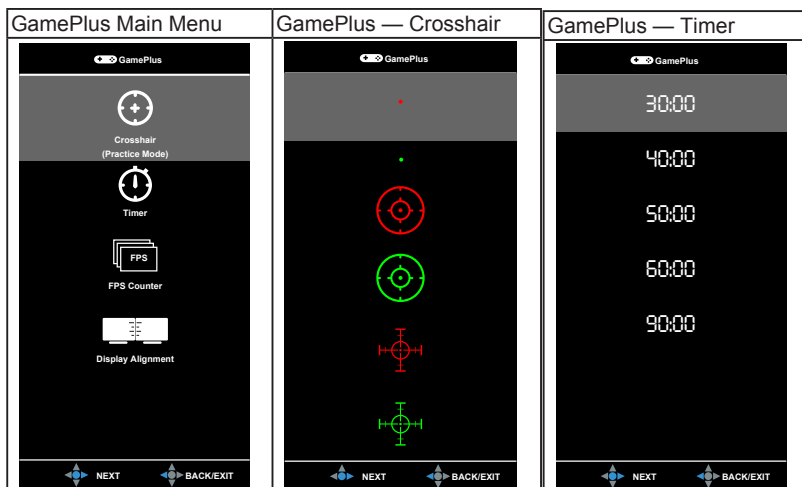 GamePlus Main Menu
GamePlus — Crosshair
GamePlus — Timer
GamePlus
Crosshair
(Practice Mode)
Timer
FPS
FPS Counter
Display Alignment
NEXT BACK/EXIT
GamePlus
NEXT BACK/EXIT
GamePlus
30:00
40:00
50:00
60:00
90:00
NEXT BACK/EXIT